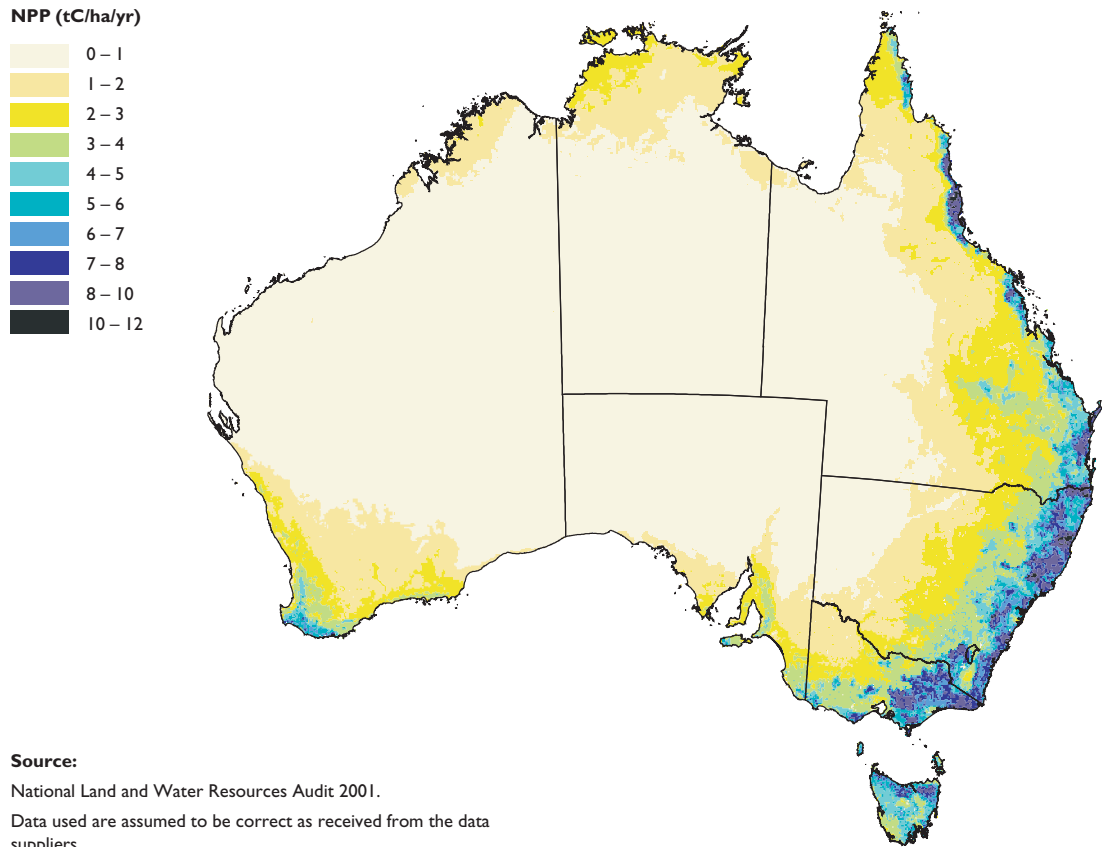 NPP (tC/ha/yr)
0 – 1
1 – 2
2 – 3
3 – 4
4 – 5
5 – 6
6 – 7
7 – 8
8 – 10
10 – 12
Source:
National Land and Water Resources Audit 2001.
Data used are assumed to be correct as received from the data
suppliers